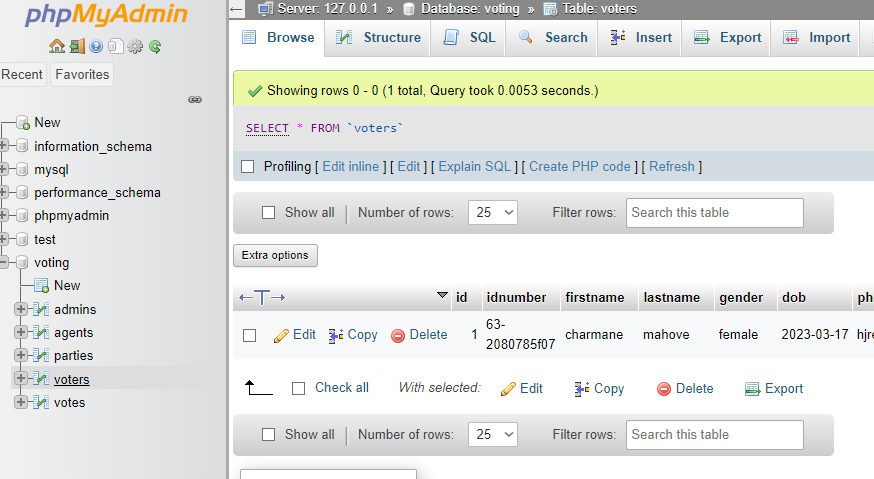 phpMyAdmin
Recent Favorites
New
information_schema
mysql
performance_schema
phpmyadmin
test
voting
New
admins
agents
parties
voters
votes
Server: 127.0.0.1 » Database: voting » Table: voters
Browse Structure SQL Search Insert Export Import
Showing rows 0 - 0 (1 total, Query took 0.0053 seconds.)
SELECT * FROM `voters`
Profiling [ Edit inline ] [ Edit ] [ Explain SQL ] [ Create PHP code ] [ Refresh ]
Show all Number of rows: 25 Filter rows: Search this table
Extra options
id idnumber firstname lastname gender dob ph
Edit Copy Delete 1 63-2080785f07 charmane mahove female 2023-03-17 hjre
Check all With selected: Edit Copy Delete Export
Show all Number of rows: 25 Filter rows: Search this table